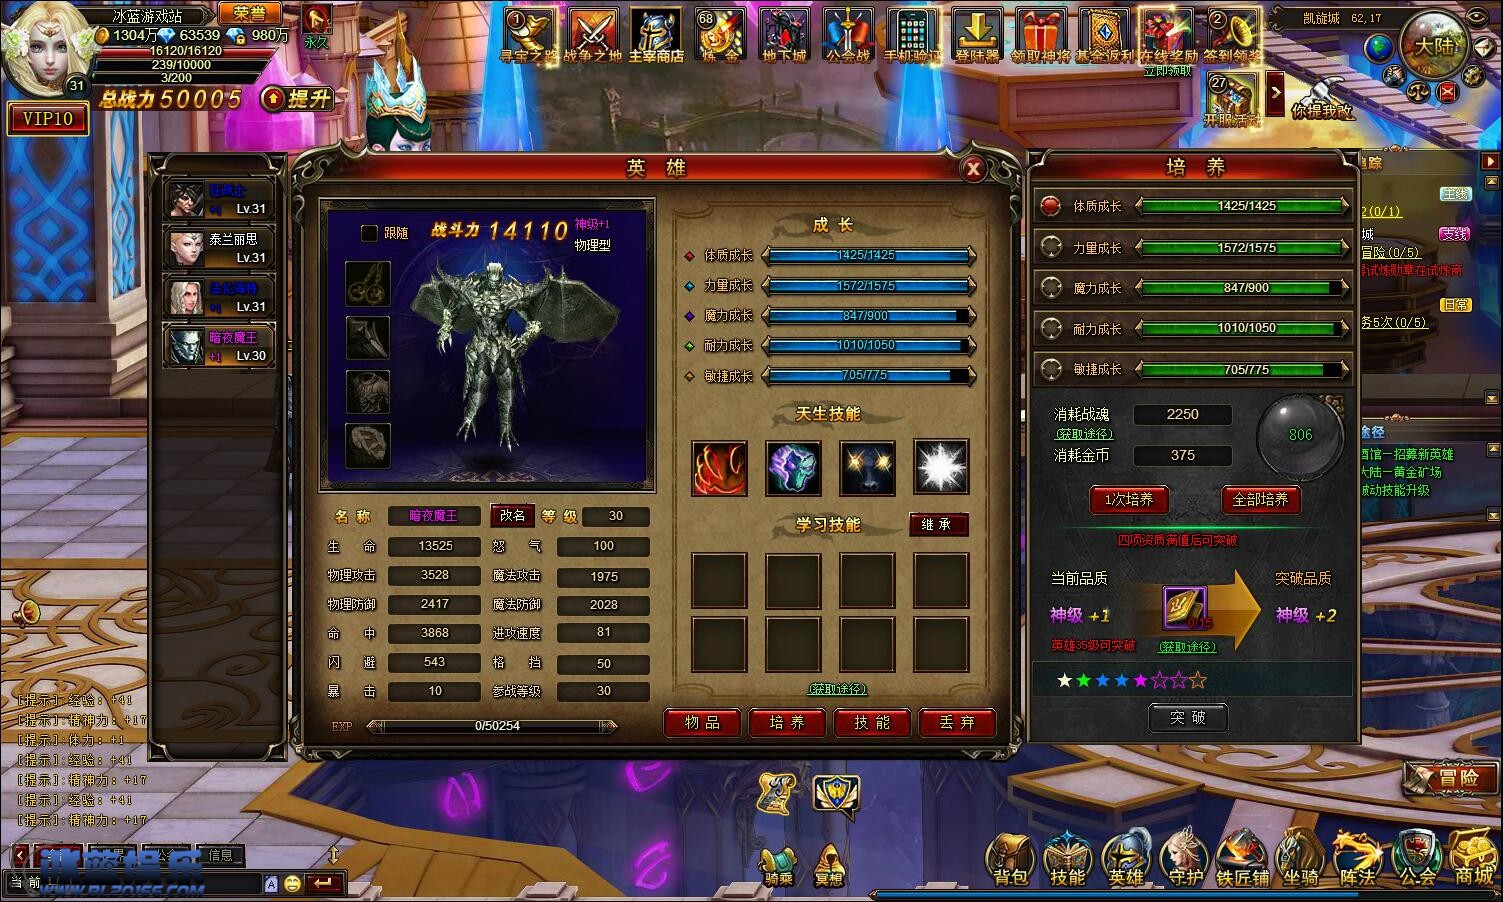 冰蓝游戏站 荣誉
1304万 63539 980万
永久
16120/16120
239/10000
3/200
31
总战力 50005 提升
VIP10
1
寻宝之路
战争之地
主宰商店
68
炼金
地下城
公会战
手机验证
登陆器
领取神将
基金返利
在线奖励
立即领取
2
签到领奖
27
开服活动
你提我改
凯旋城 62,17
大陆
狂战士
+1 Lv.31
泰兰丽思
Lv.31
+1 Lv.31
暗夜魔王
+1 Lv.30
英 雄
X
跟随
战斗力 14110
神级+1
物理型
名 称 暗夜魔王 改名 等 级 30
生 命 13525 怒 气 100
物理攻击 3528 魔法攻击 1975
物理防御 2417 魔法防御 2028
命 中 3868 进攻速度 81
闪 避 543 格 挡 50
暴 击 10 参战等级 30
EXP 0/50254
成 长
体质成长 1425/1425
力量成长 1572/1575
魔力成长 847/900
耐力成长 1010/1050
敏捷成长 705/775
天生技能
学习技能 继 承
(获取途径)
物 品 培 养 技 能 丢 弃
培 养
体质成长 1425/1425
力量成长 1572/1575
魔力成长 847/900
耐力成长 1010/1050
敏捷成长 705/775
消耗战魂 2250
(获取途径)
消耗金币 375
806
1次培养 全部培养
四项资质满值后可突破
当前品质 突破品质
神级 +1 0/15 神级 +2
英雄35级可突破 (获取途径)
突 破
追踪
主线
2(0/1)
城 支线
冒险(0/5)
得试炼勋章在试炼商
日常
务5次(0/5)
途径
酒馆—招募新英雄
大陆—黄金矿场
被动技能升级
冒险
[提示]:经验: +41
[提示]:精神力: +17
[提示]:体力: +1
[提示]:经验: +41
[提示]:精神力: +17
[提示]:经验: +41
[提示]:精神力: +17
信息
当前
A
骑乘 冥想
背包 技能 英雄 守护 铁匠铺 坐骑 阵法 公会 商城